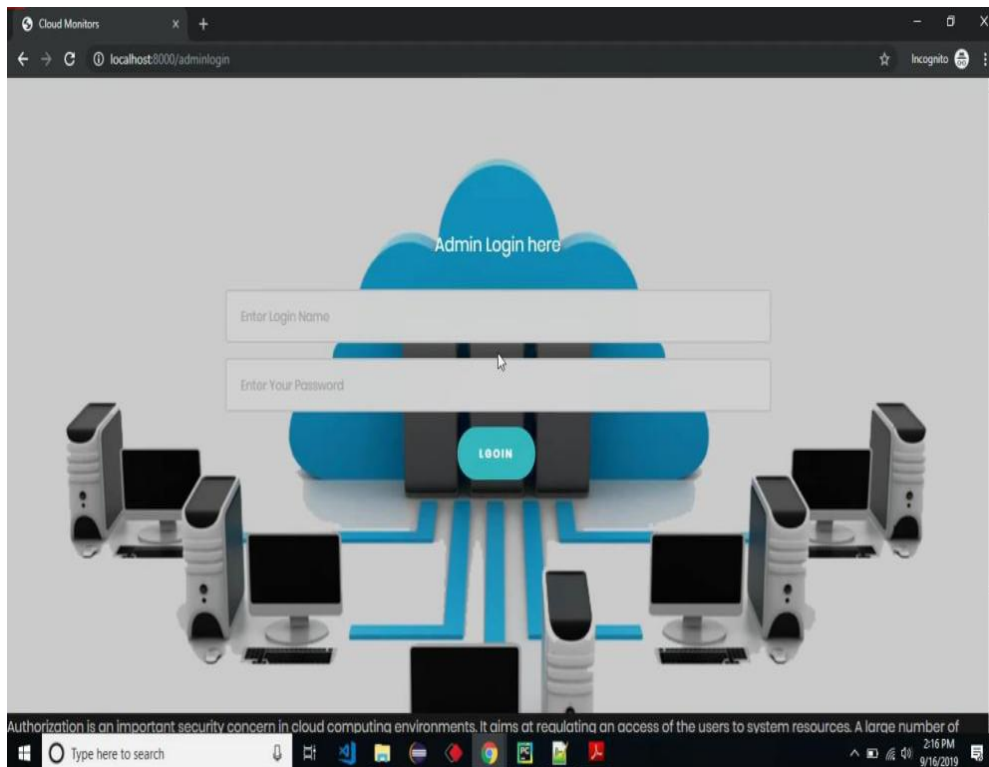 Cloud Monitors
localhost:8000/adminlogin
Incognito
Admin Login here
Enter Login Name
Enter Your Password
LGOIN
Authorization is an important security concern in cloud computing environments. It aims at regulating an access of the users to system resources. A large number of
Type here to search
2:16 PM
9/16/2019